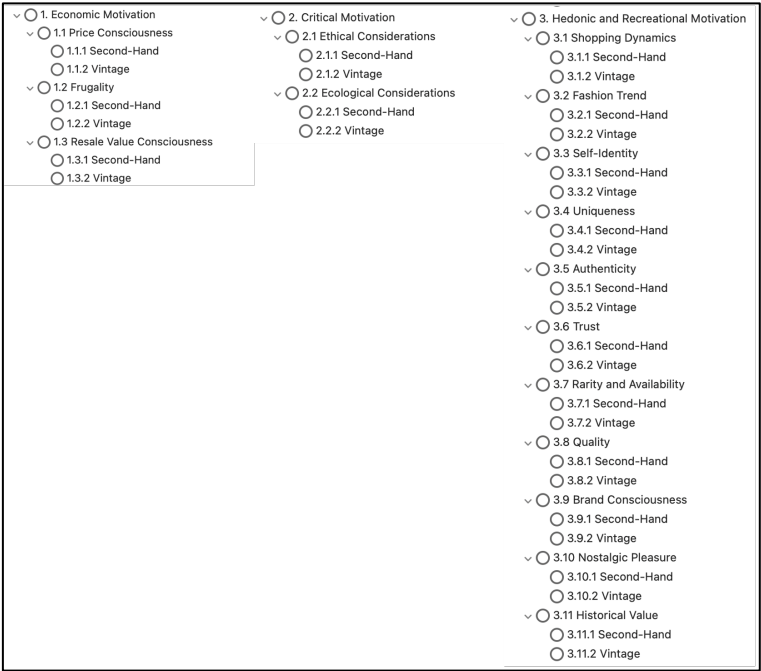 1. Economic Motivation
1.1 Price Consciousness
1.1.1 Second-Hand
1.1.2 Vintage
1.2 Frugality
1.2.1 Second-Hand
1.2.2 Vintage
1.3 Resale Value Consciousness
1.3.1 Second-Hand
1.3.2 Vintage
2. Critical Motivation
2.1 Ethical Considerations
2.1.1 Second-Hand
2.1.2 Vintage
2.2 Ecological Considerations
2.2.1 Second-Hand
2.2.2 Vintage
3. Hedonic and Recreational Motivation
3.1 Shopping Dynamics
3.1.1 Second-Hand
3.1.2 Vintage
3.2 Fashion Trend
3.2.1 Second-Hand
3.2.2 Vintage
3.3 Self-Identity
3.3.1 Second-Hand
3.3.2 Vintage
3.4 Uniqueness
3.4.1 Second-Hand
3.4.2 Vintage
3.5 Authenticity
3.5.1 Second-Hand
3.5.2 Vintage
3.6 Trust
3.6.1 Second-Hand
3.6.2 Vintage
3.7 Rarity and Availability
3.7.1 Second-Hand
3.7.2 Vintage
3.8 Quality
3.8.1 Second-Hand
3.8.2 Vintage
3.9 Brand Consciousness
3.9.1 Second-Hand
3.9.2 Vintage
3.10 Nostalgic Pleasure
3.10.1 Second-Hand
3.10.2 Vintage
3.11 Historical Value
3.11.1 Second-Hand
3.11.2 Vintage